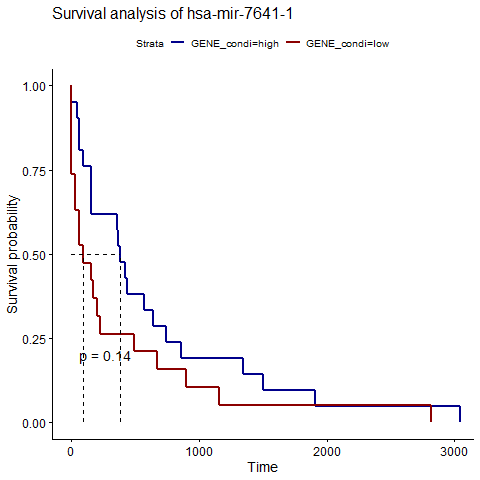 Survival analysis of hsa-mir-7641-1
Strata GENE_condi=high GENE_condi=low
Survival probability
1.00
0.75
0.50
0.25
0.00
p = 0.14
0 1000 2000 3000
Time